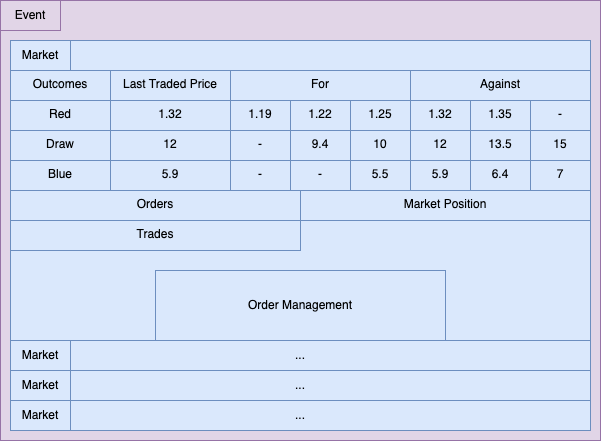 Event
Market
Outcomes Last Traded Price For Against
Red 1.32 1.19 1.22 1.25 1.32 1.35 -
Draw 12 - 9.4 10 12 13.5 15
Blue 5.9 - - 5.5 5.9 6.4 7
Orders Market Position
Trades
Order Management
Market ...
Market ...
Market ...